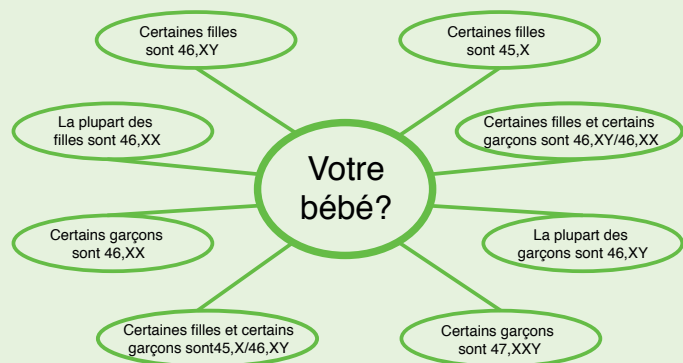 Certaines filles
sont 46,XY
Certaines filles
sont 45,X
La plupart des
filles sont 46,XX
Certaines filles et certains
garçons sont 46,XY/46,XX
Votre
bébé?
Certains garçons
sont 46,XX
La plupart des
garçons sont 46,XY
Certaines filles et certains
garçons sont45,X/46,XY
Certains garçons
sont 47,XXY